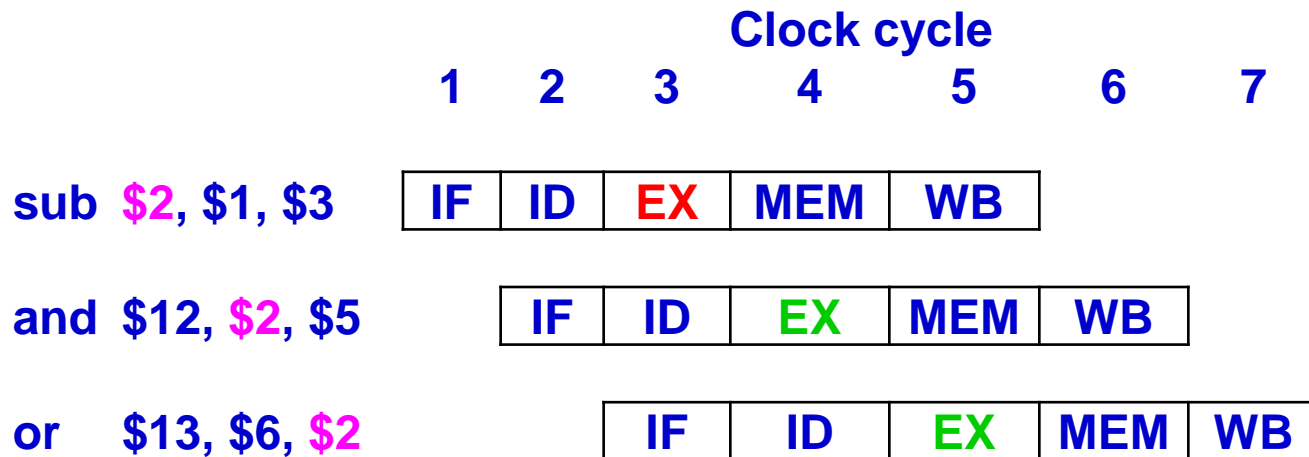 Clock cycle
1 2 3 4 5 6 7
sub $2, $1, $3 IF ID EX MEM WB
and $12, $2, $5 IF ID EX MEM WB
or $13, $6, $2 IF ID EX MEM WB